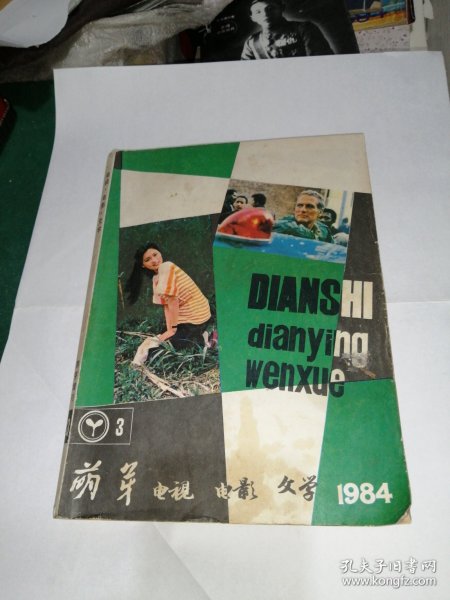 DIANSHI
dianying
wenxue
3
萌芽 电视 电影 文学 1984
孔夫子旧书网
www.kongfz.com